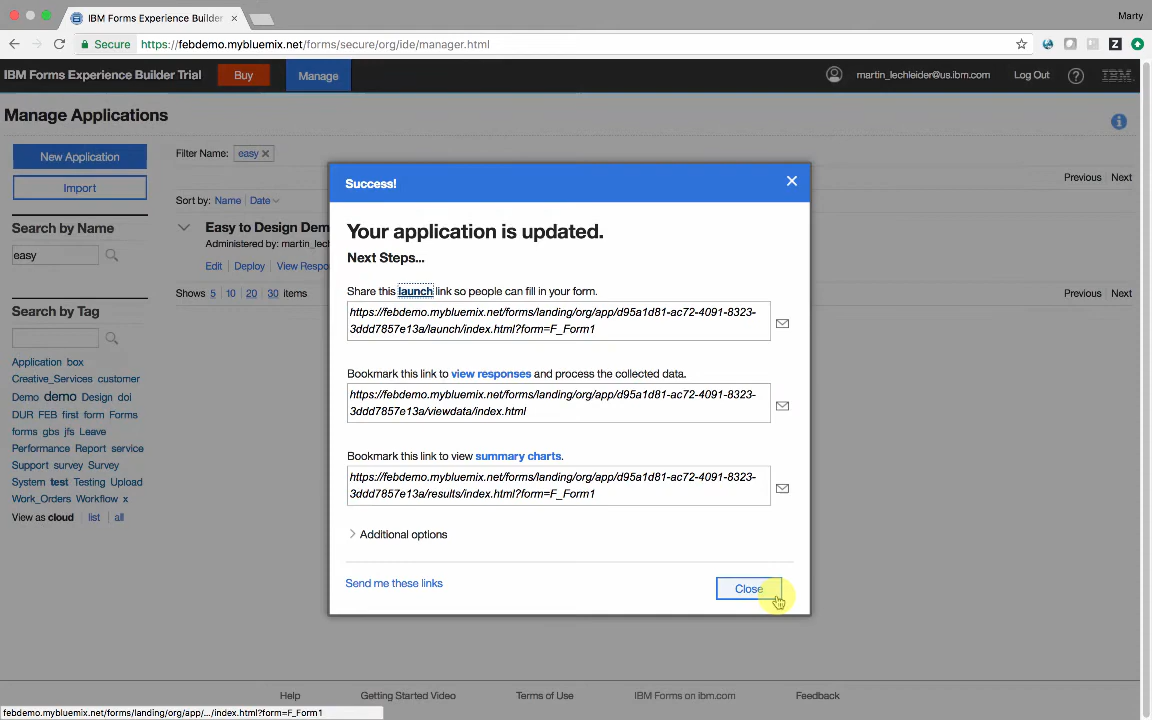 IBM Forms Experience Builder
Marty
Secure
https://febdemo.mybluemix.net/forms/secure/org/ide/manager.html
Z
IBM Forms Experience Builder Trial
Buy
Manage
martin_lechleider@us.ibm.com
Log Out
?
IBM
Manage Applications
New Application
Import
Search by Name
easy
Search by Tag
Application box
Creative_Services customer
Demo demo Design doi
DUR FEB first form Forms
forms gbs jfs Leave
Performance Report service
Support survey Survey
System test Testing Upload
Work_Orders Workflow x
View as cloud list all
Filter Name: easy
Previous Next
Sort by: Name Date
Easy to Design Dem
Administered by: martin_lech
Edit Deploy View Respo
Shows 5 10 20 30 items
Previous Next
Success!
Your application is updated.
Next Steps...
Share this launch link so people can fill in your form.
https://febdemo.mybluemix.net/forms/landing/org/app/d95a1d81-ac72-4091-8323-
3ddd7857e13a/launch/index.html?form=F_Form1
Bookmark this link to view responses and process the collected data.
https://febdemo.mybluemix.net/forms/landing/org/app/d95a1d81-ac72-4091-8323-
3ddd7857e13a/viewdata/index.html
Bookmark this link to view summary charts.
https://febdemo.mybluemix.net/forms/landing/org/app/d95a1d81-ac72-4091-8323-
3ddd7857e13a/results/index.html?form=F_Form1
Additional options
Send me these links
Close
Help
Getting Started Video
Terms of Use
IBM Forms on ibm.com
Feedback
febdemo.mybluemix.net/forms/landing/org/app/.../index.html?form=F_Form1